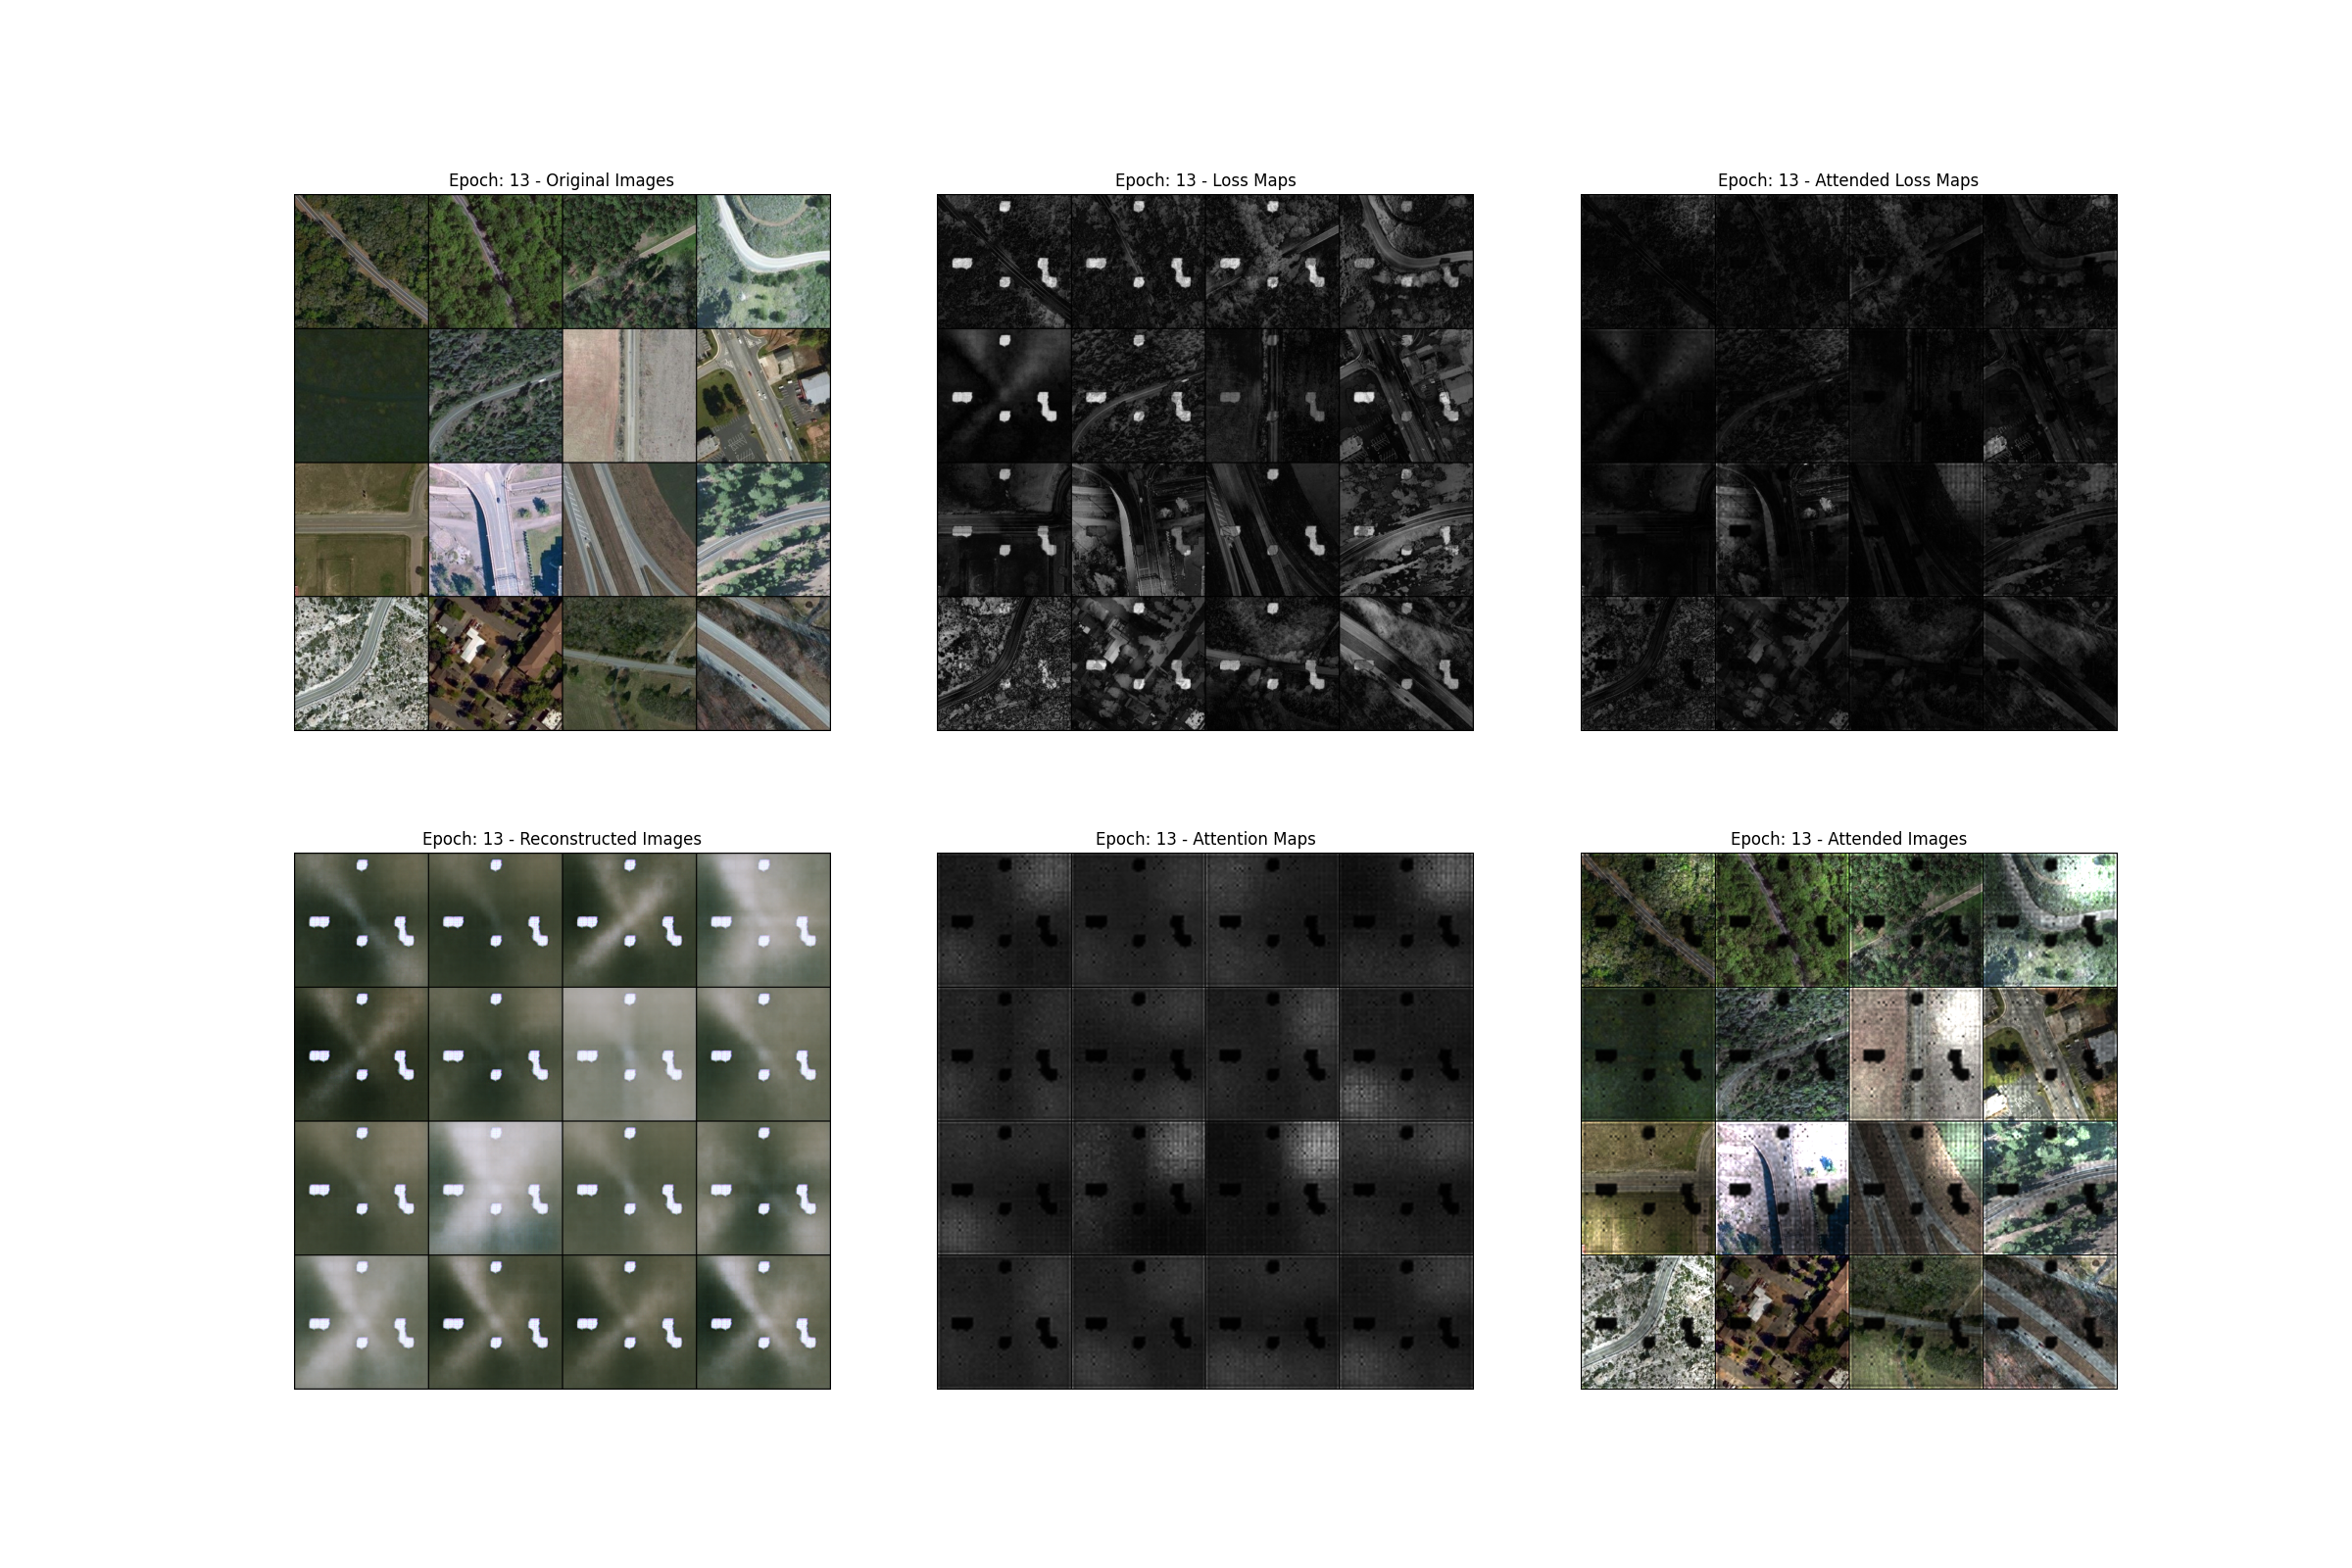 Epoch: 13 - Original Images
Epoch: 13 - Loss Maps
Epoch: 13 - Attended Loss Maps
Epoch: 13 - Reconstructed Images
Epoch: 13 - Attention Maps
Epoch: 13 - Attended Images